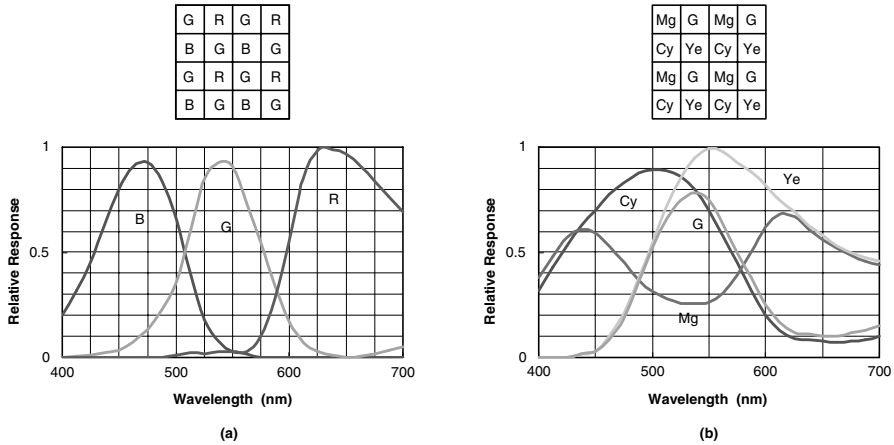 G R G R
B G B G
G R G R
B G B G
1
0.5
0
Relative Response
B
G
R
400 500 600 700
Wavelength (nm)
(a)
Mg G Mg G
Cy Ye Cy Ye
Mg G Mg G
Cy Ye Cy Ye
1
0.5
0
Relative Response
Cy
G
Ye
Mg
400 500 600 700
Wavelength (nm)
(b)